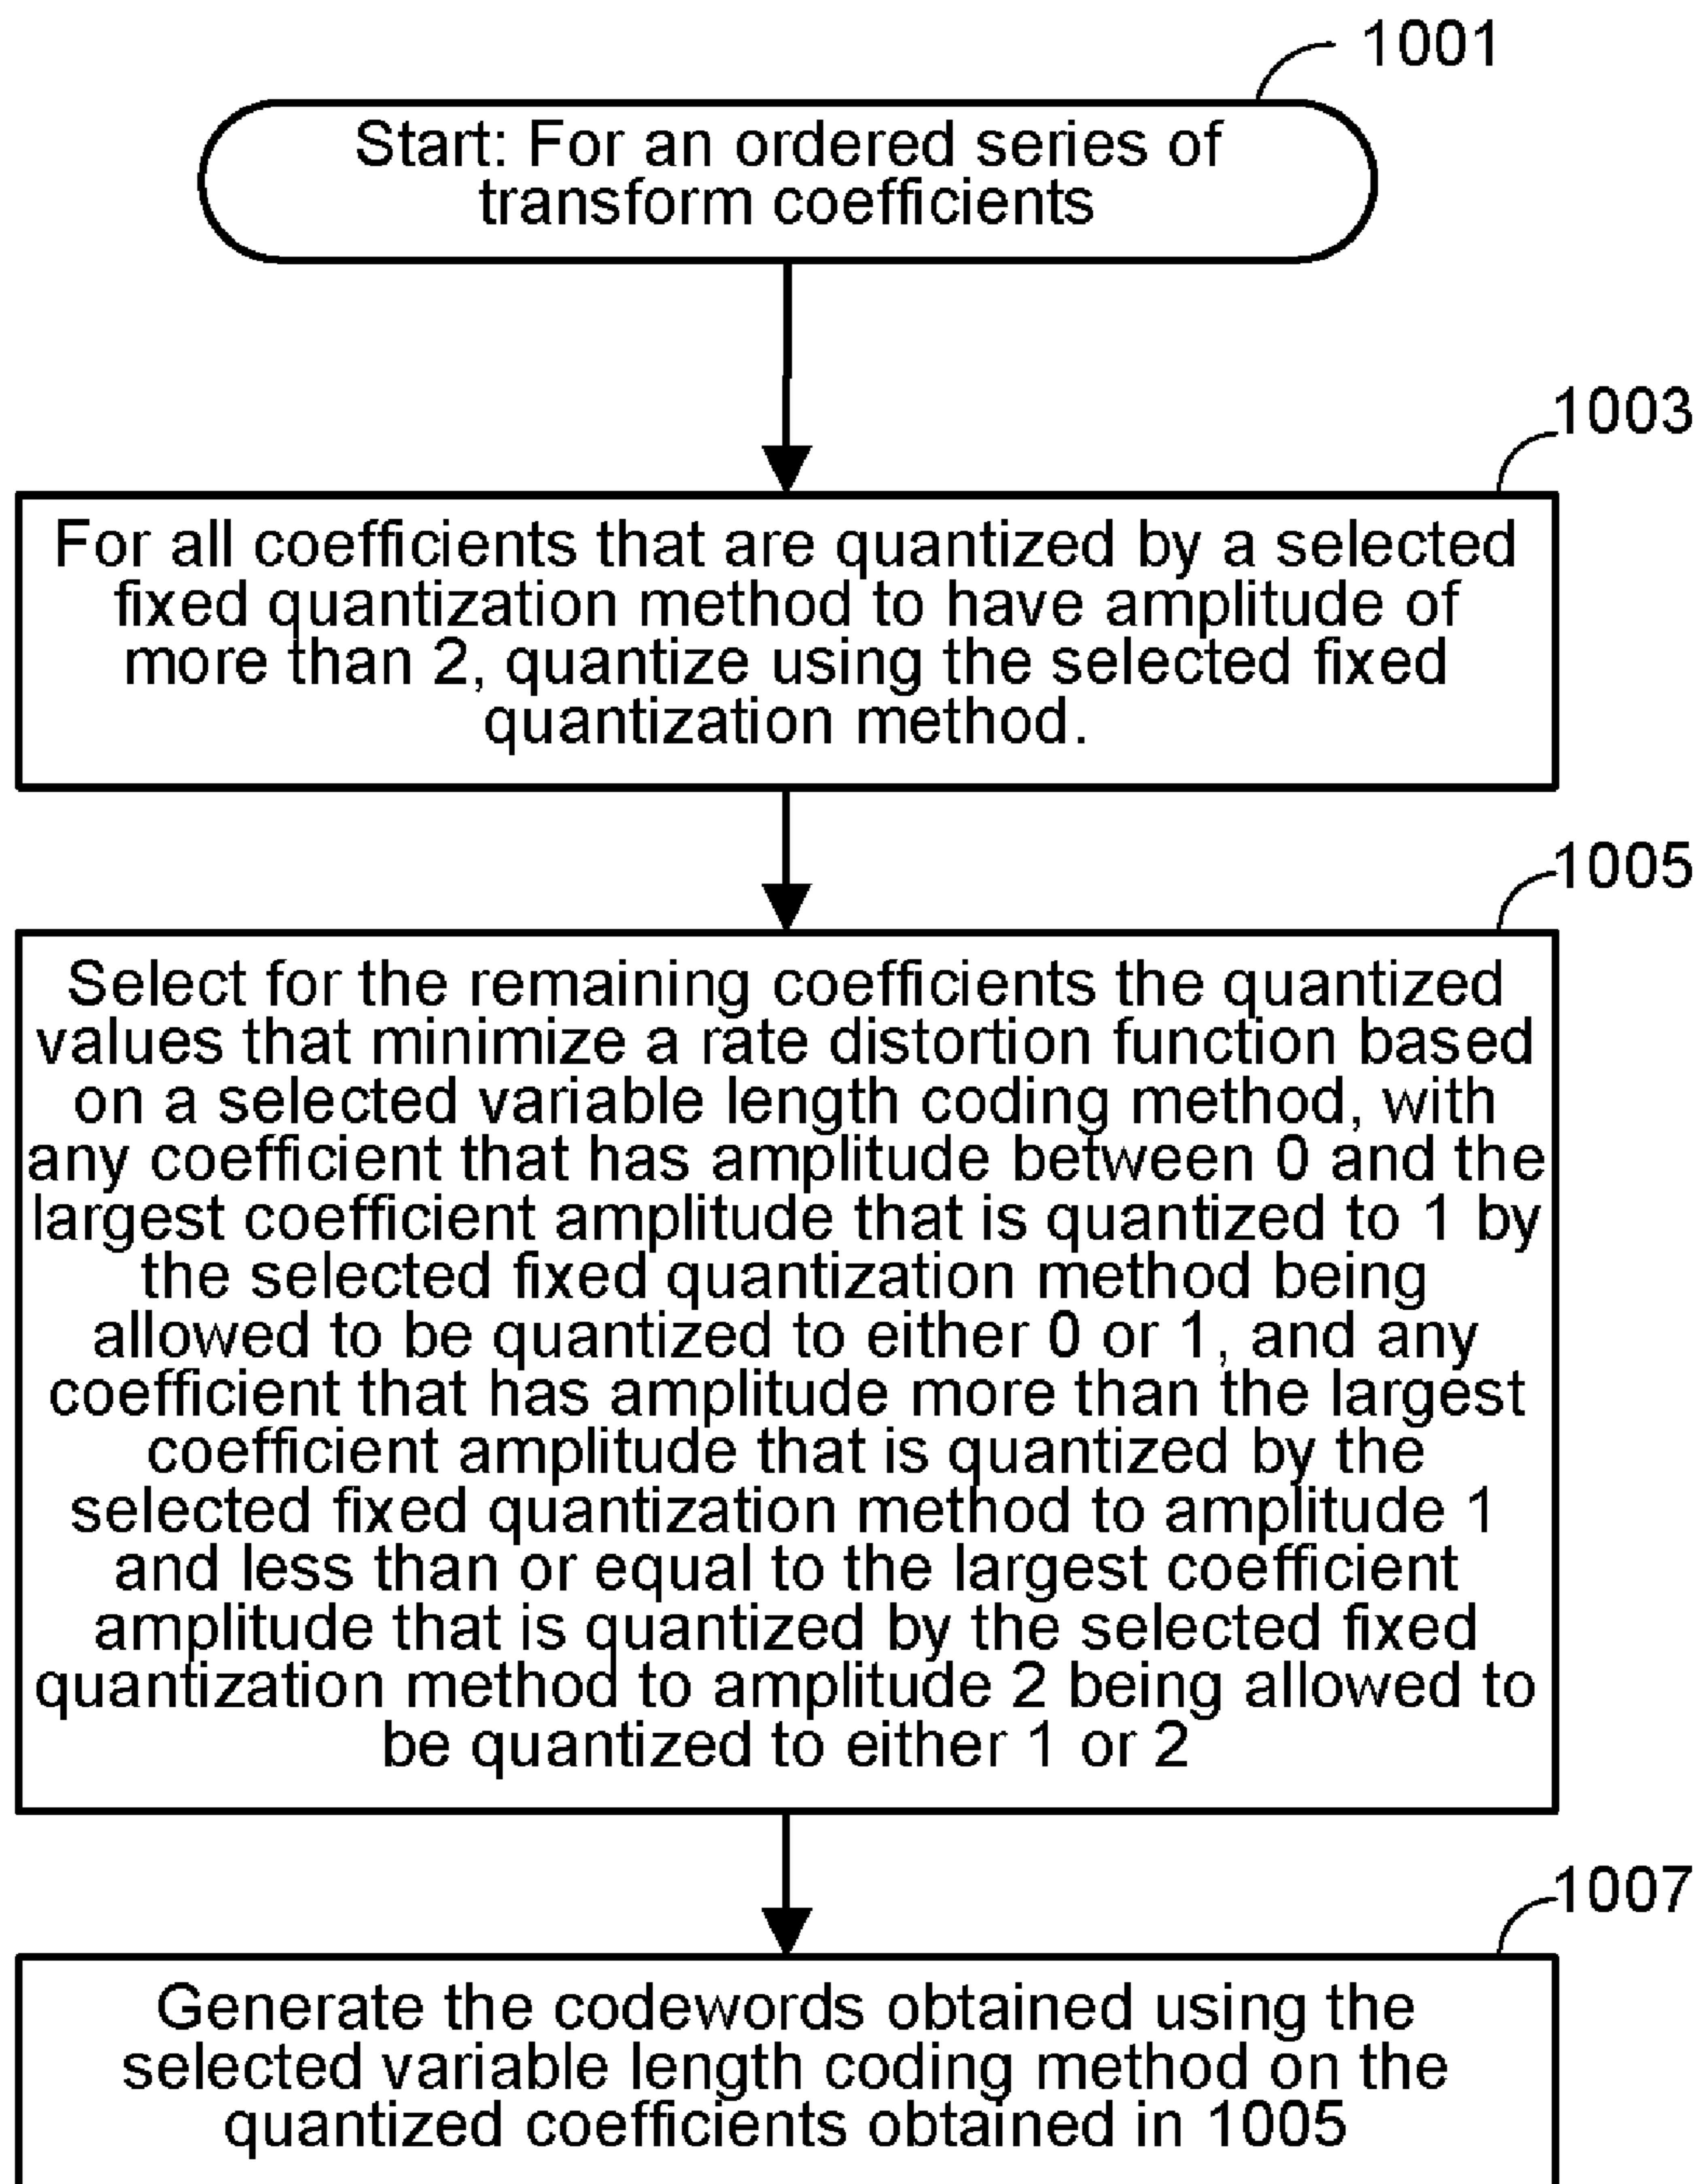 1001
Start: For an ordered series of
transform coefficients
1003
For all coefficients that are quantized by a selected
fixed quantization method to have amplitude of
more than 2, quantize using the selected fixed
quantization method.
1005
Select for the remaining coefficients the quantized
values that minimize a rate distortion function based
on a selected variable length coding method, with
any coefficient that has amplitude between 0 and the
largest coefficient amplitude that is quantized to 1 by
the selected fixed quantization method being
allowed to be quantized to either 0 or 1, and any
coefficient that has amplitude more than the largest
coefficient amplitude that is quantized by the
selected fixed quantization method to amplitude 1
and less than or equal to the largest coefficient
amplitude that is quantized by the selected fixed
quantization method to amplitude 2 being allowed to
be quantized to either 1 or 2
1007
Generate the codewords obtained using the
selected variable length coding method on the
quantized coefficients obtained in 1005